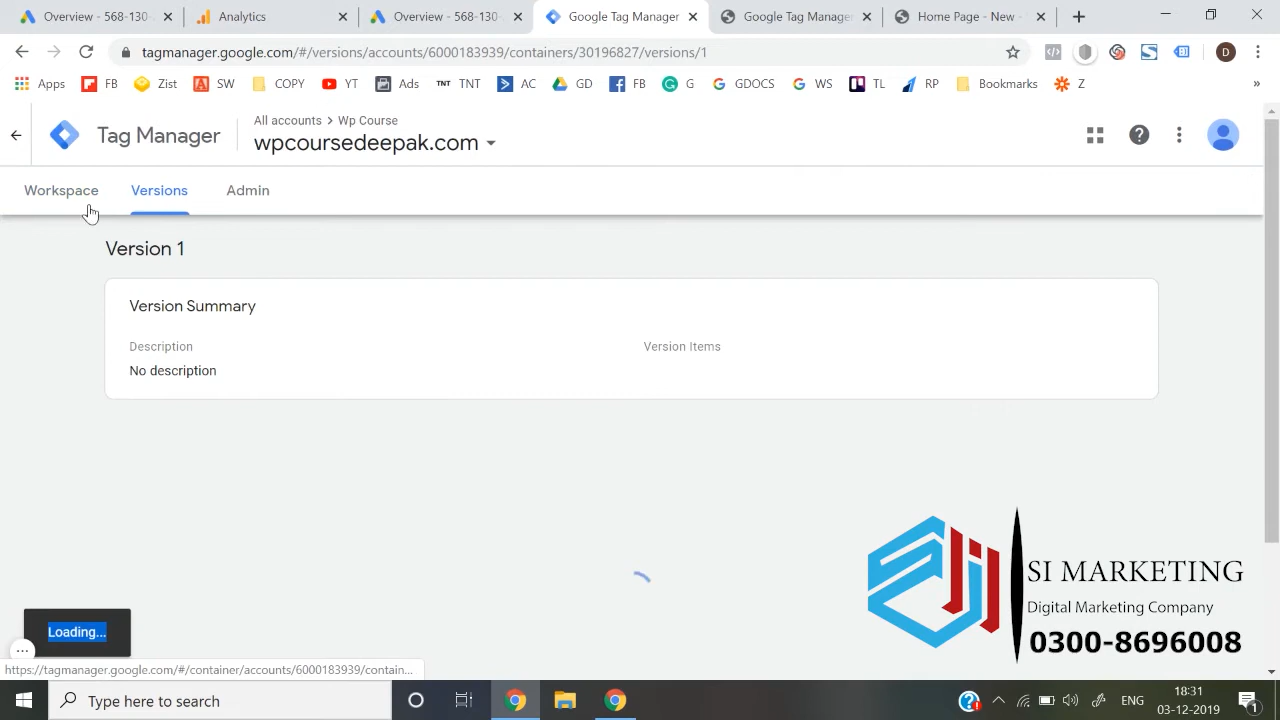 Overview - 568-130
Analytics
Overview - 568-130
Google Tag Manager
Google Tag Manager
Home Page - New -
tagmanager.google.com/#/versions/accounts/6000183939/containers/30196827/versions/1
D
Apps
FB
Zist
SW
COPY
YT
Ads
TNT TNT
AC
GD
FB
G
GDOCS
WS
TL
RP
Bookmarks
Z
»
Tag Manager
All accounts > Wp Course
wpcoursedeepak.com
Workspace
Versions
Admin
Version 1
Version Summary
Description
Version Items
No description
Loading...
https://tagmanager.google.com/#/container/accounts/6000183939/contain...
SI MARKETING
Digital Marketing Company
0300-8696008
Type here to search
ENG
18:31
03-12-2019
1